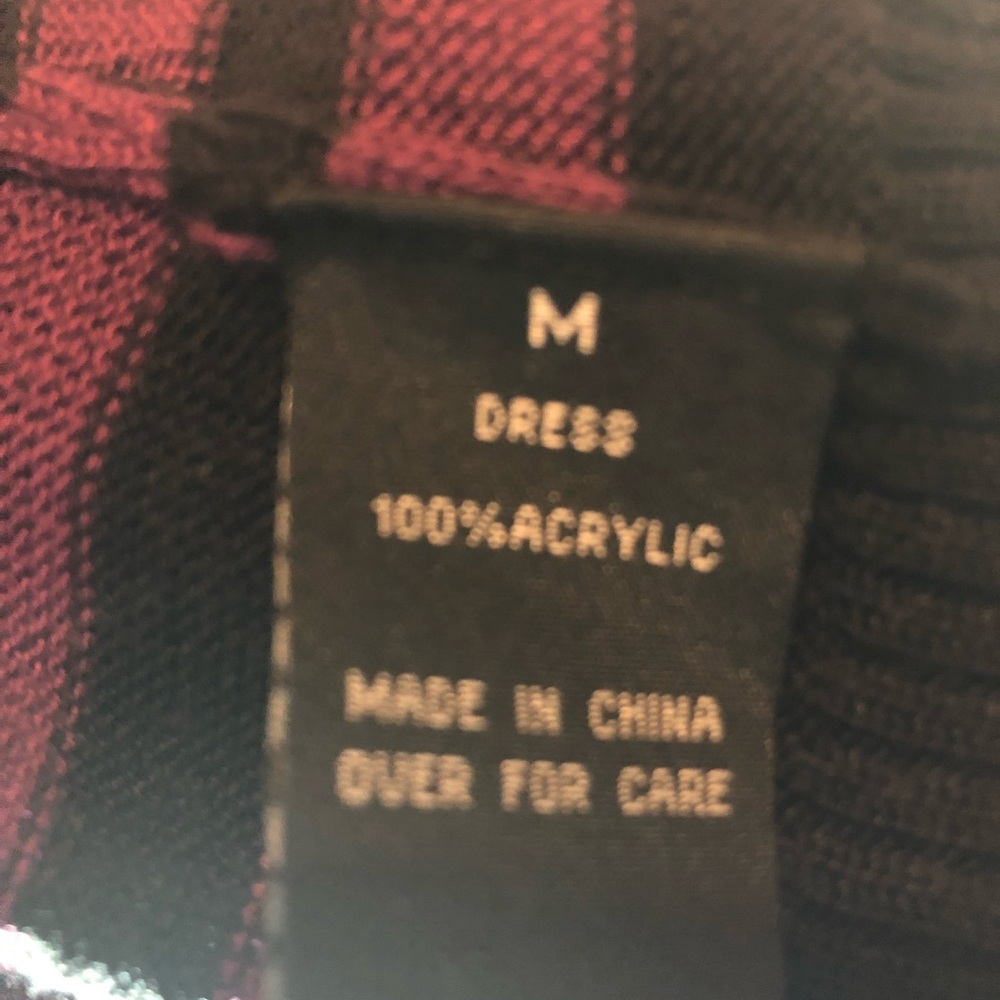 M
DRESS
100%ACRYLIC
MADE IN CHINA
OVER FOR CARE